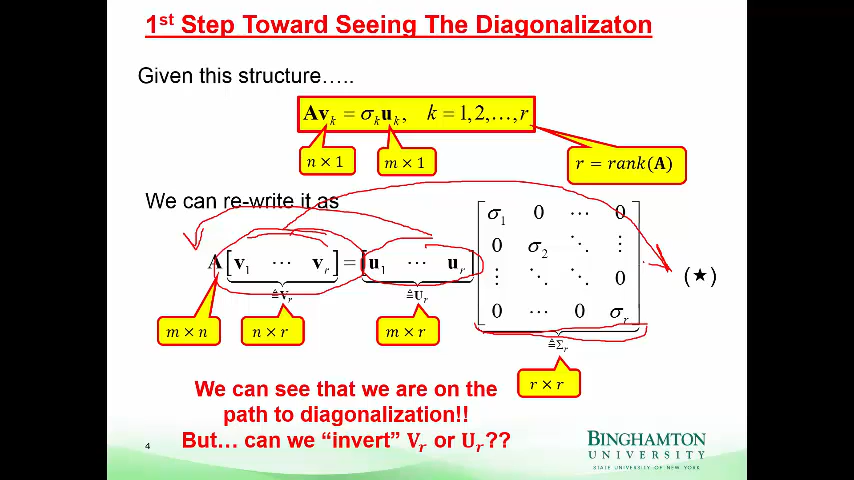 1st Step Toward Seeing The Diagonalizaton
Given this structure…..
Av_k = σ_k u_k, k = 1,2,…,r
n × 1
m × 1
r = rank(A)
We can re-write it as
A [v_1 ⋯ v_r] = [u_1 ⋯ u_r]
σ_1 0 ⋯ 0
0 σ_2 ⋱ ⋮
⋮ ⋱ ⋱ 0
0 ⋯ 0 σ_r
(★)
≜V_r
≜U_r
≜Σ_r
m × n
n × r
m × r
r × r
We can see that we are on the
path to diagonalization!!
But… can we “invert” V_r or U_r??
4
BINGHAMTON
UNIVERSITY
STATE UNIVERSITY OF NEW YORK